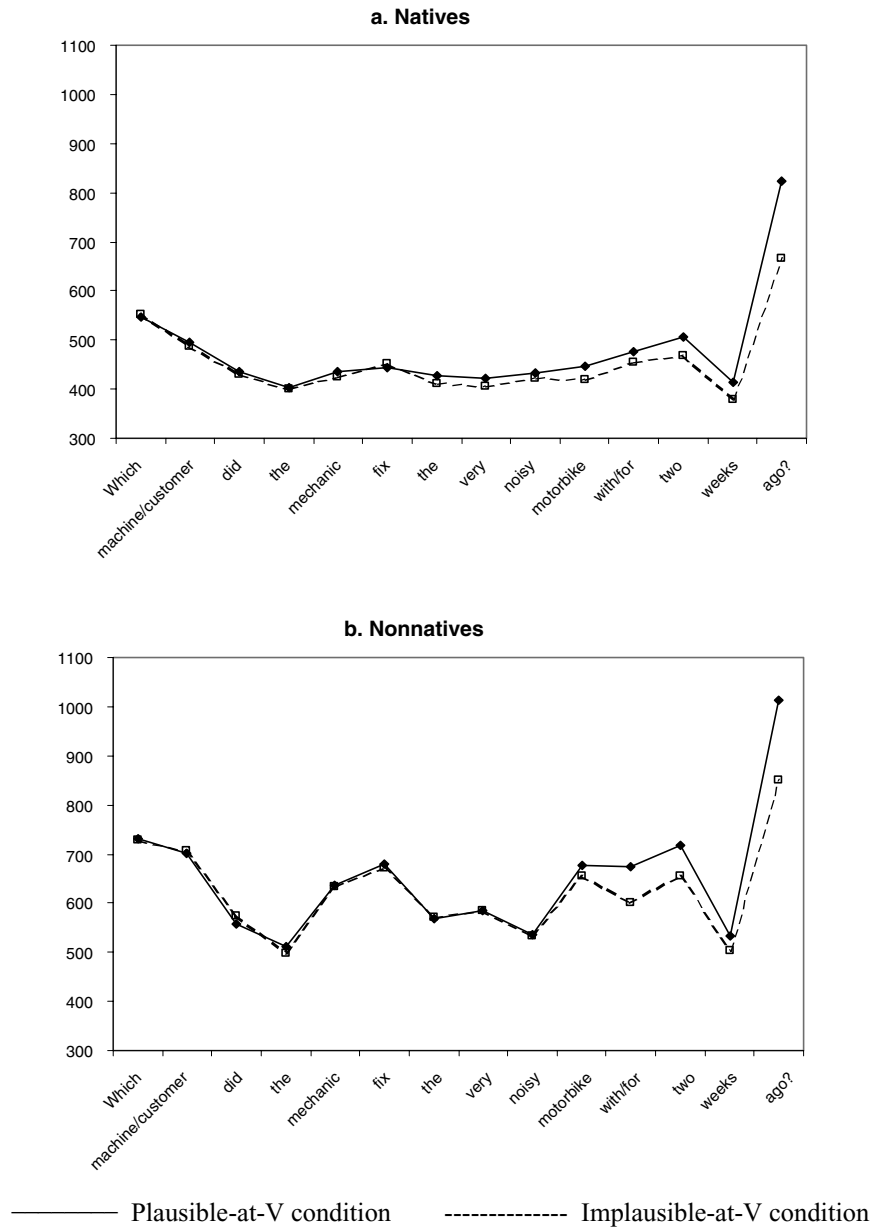 a. Natives
1100
1000
900
800
700
600
500
400
300
Which
machine/customer
did
the
mechanic
fix
the
very
noisy
motorbike
with/for
two
weeks
ago?
b. Nonnatives
1100
1000
900
800
700
600
500
400
300
Which
machine/customer
did
the
mechanic
fix
the
very
noisy
motorbike
with/for
two
weeks
ago?
Plausible-at-V condition Implausible-at-V condition